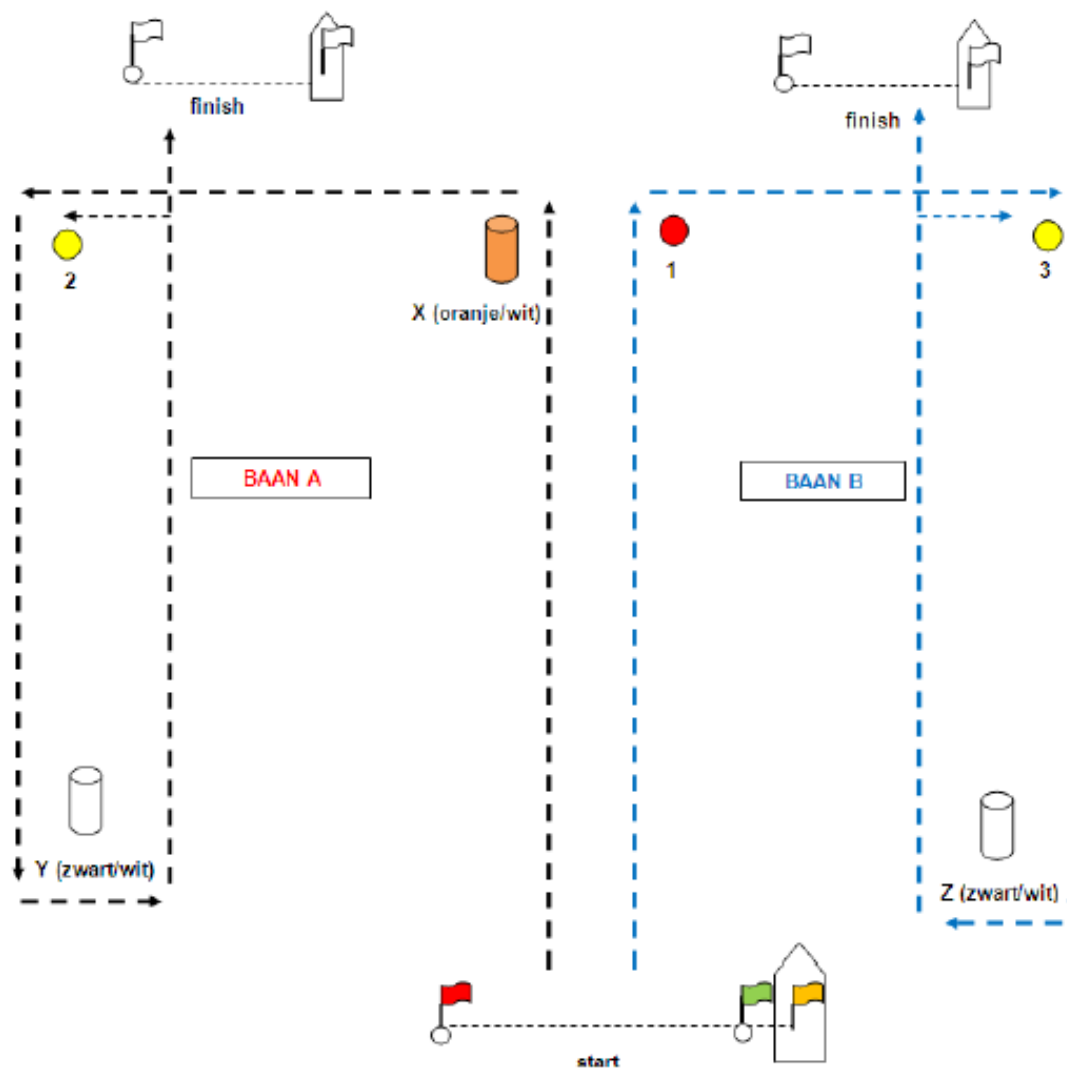 finish
finish
2
X (oranje/wit)
1
3
BAAN A
BAAN B
Y (zwart/wit)
Z (zwart/wit)
start